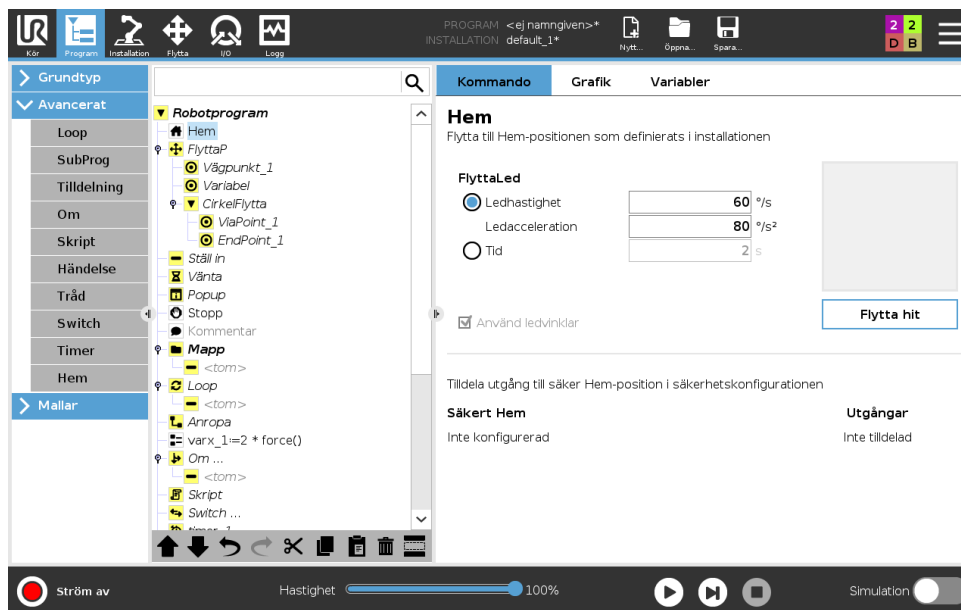 UR
Kör
Program
Installation
Flytta
I/O
Logg
PROGRAM <ej namngiven>*
INSTALLATION default_1*
Nytt...
Öppna...
Spara...
2 2
D B
Grundtyp
Avancerat
Loop
SubProg
Tilldelning
Om
Skript
Händelse
Tråd
Switch
Timer
Hem
Mallar
Robotprogram
Hem
FlyttaP
Vägpunkt_1
Variabel
CirkelFlytta
ViaPoint_1
EndPoint_1
Ställ in
Vänta
Popup
Stopp
Kommentar
Mapp
<tom>
Loop
<tom>
Anropa
varx_1:=2 * force()
Om ...
<tom>
Skript
Switch ...
timer_1
Kommando Grafik Variabler
Hem
Flytta till Hem-positionen som definierats i installationen
FlyttaLed
Ledhastighet 60 °/s
Ledacceleration 80 °/s²
Tid 2 s
Använd ledvinklar
Flytta hit
Tilldela utgång till säker Hem-position i säkerhetskonfigurationen
Säkert Hem Utgångar
Inte konfigurerad Inte tilldelad
Ström av
Hastighet 100%
Simulation